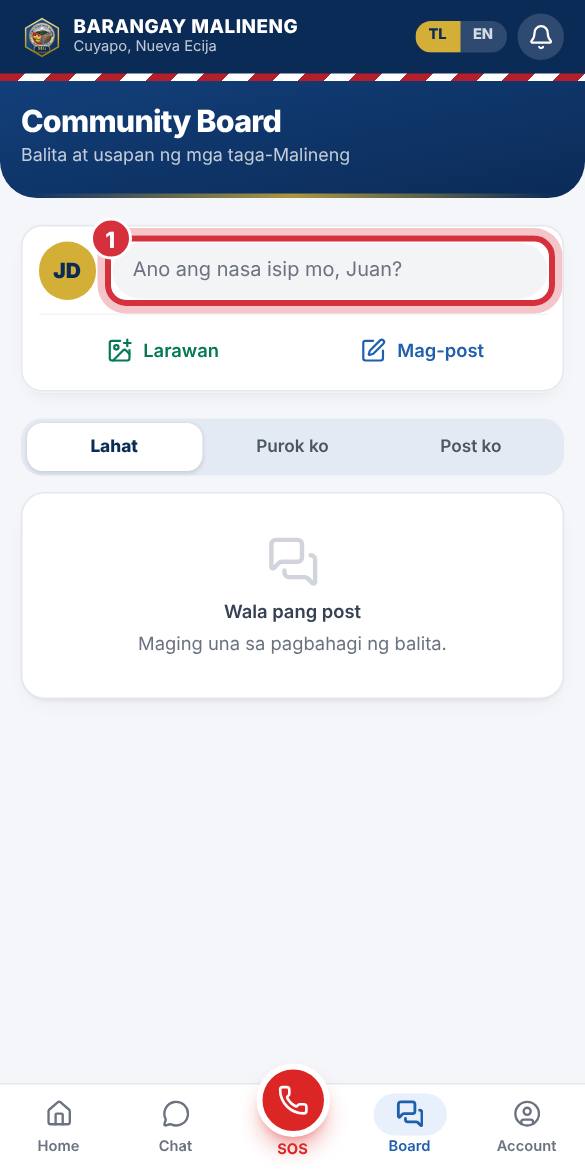 BARANGAY MALINENG
Cuyapo, Nueva Ecija
TL EN
Community Board
Balita at usapan ng mga taga-Malineng
1
JD
Ano ang nasa isip mo, Juan?
Larawan
Mag-post
Lahat
Purok ko
Post ko
Wala pang post
Maging una sa pagbahagi ng balita.
Home
Chat
SOS
Board
Account